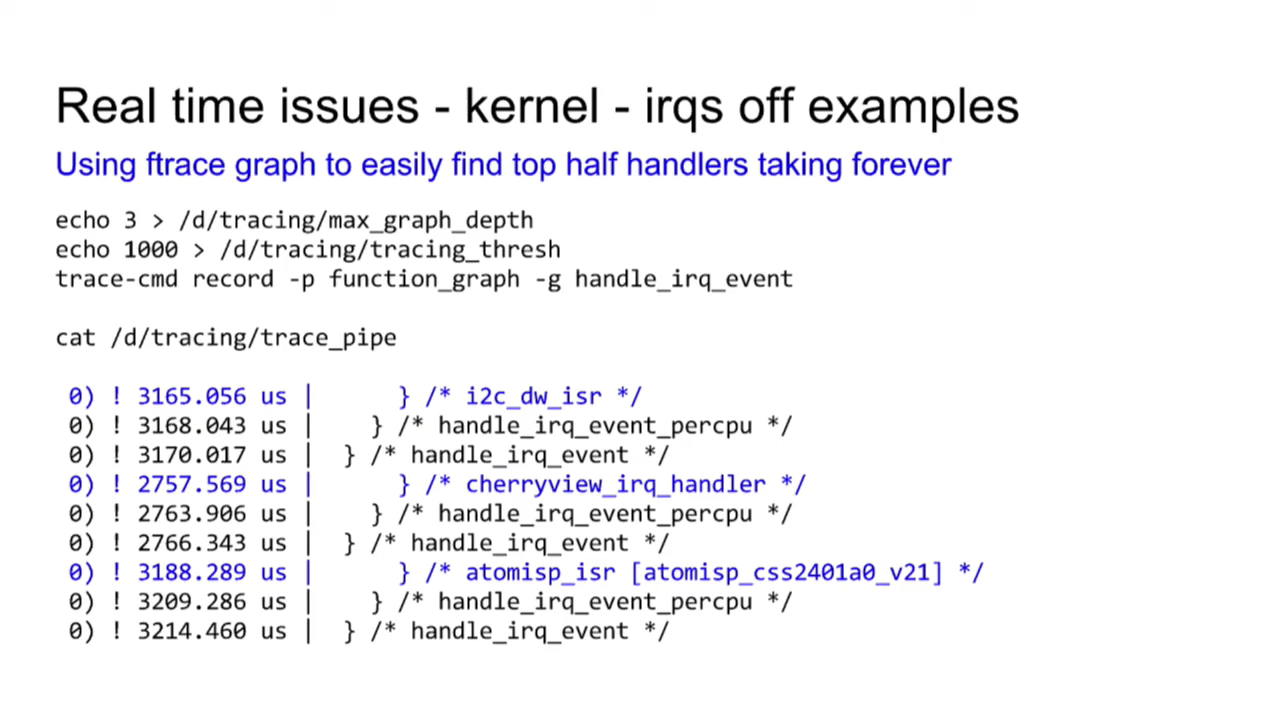 Real time issues - kernel - irqs off examples
Using ftrace graph to easily find top half handlers taking forever
echo 3 > /d/tracing/max_graph_depth
echo 1000 > /d/tracing/tracing_thresh
trace-cmd record -p function_graph -g handle_irq_event
cat /d/tracing/trace_pipe
0) ! 3165.056 us |      } /* i2c_dw_isr */
0) ! 3168.043 us |    } /* handle_irq_event_percpu */
0) ! 3170.017 us |  } /* handle_irq_event */
0) ! 2757.569 us |      } /* cherryview_irq_handler */
0) ! 2763.906 us |    } /* handle_irq_event_percpu */
0) ! 2766.343 us |  } /* handle_irq_event */
0) ! 3188.289 us |      } /* atomisp_isr [atomisp_css2401a0_v21] */
0) ! 3209.286 us |    } /* handle_irq_event_percpu */
0) ! 3214.460 us |  } /* handle_irq_event */